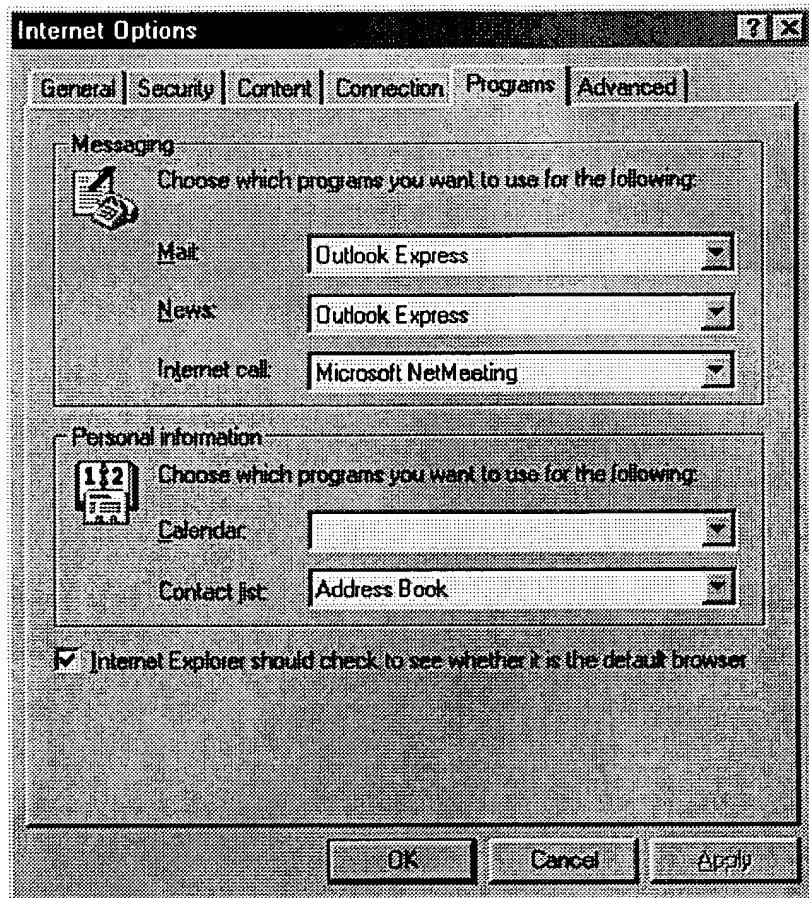 Internet Options
General Security Content Connection Programs Advanced
Messaging
Choose which programs you want to use for the following:
Mail: Outlook Express
News: Outlook Express
Internet call: Microsoft NetMeeting
Personal information
12
Choose which programs you want to use for the following:
Calendar:
Contact list: Address Book
Internet Explorer should check to see whether it is the default browser
OK Cancel Apply